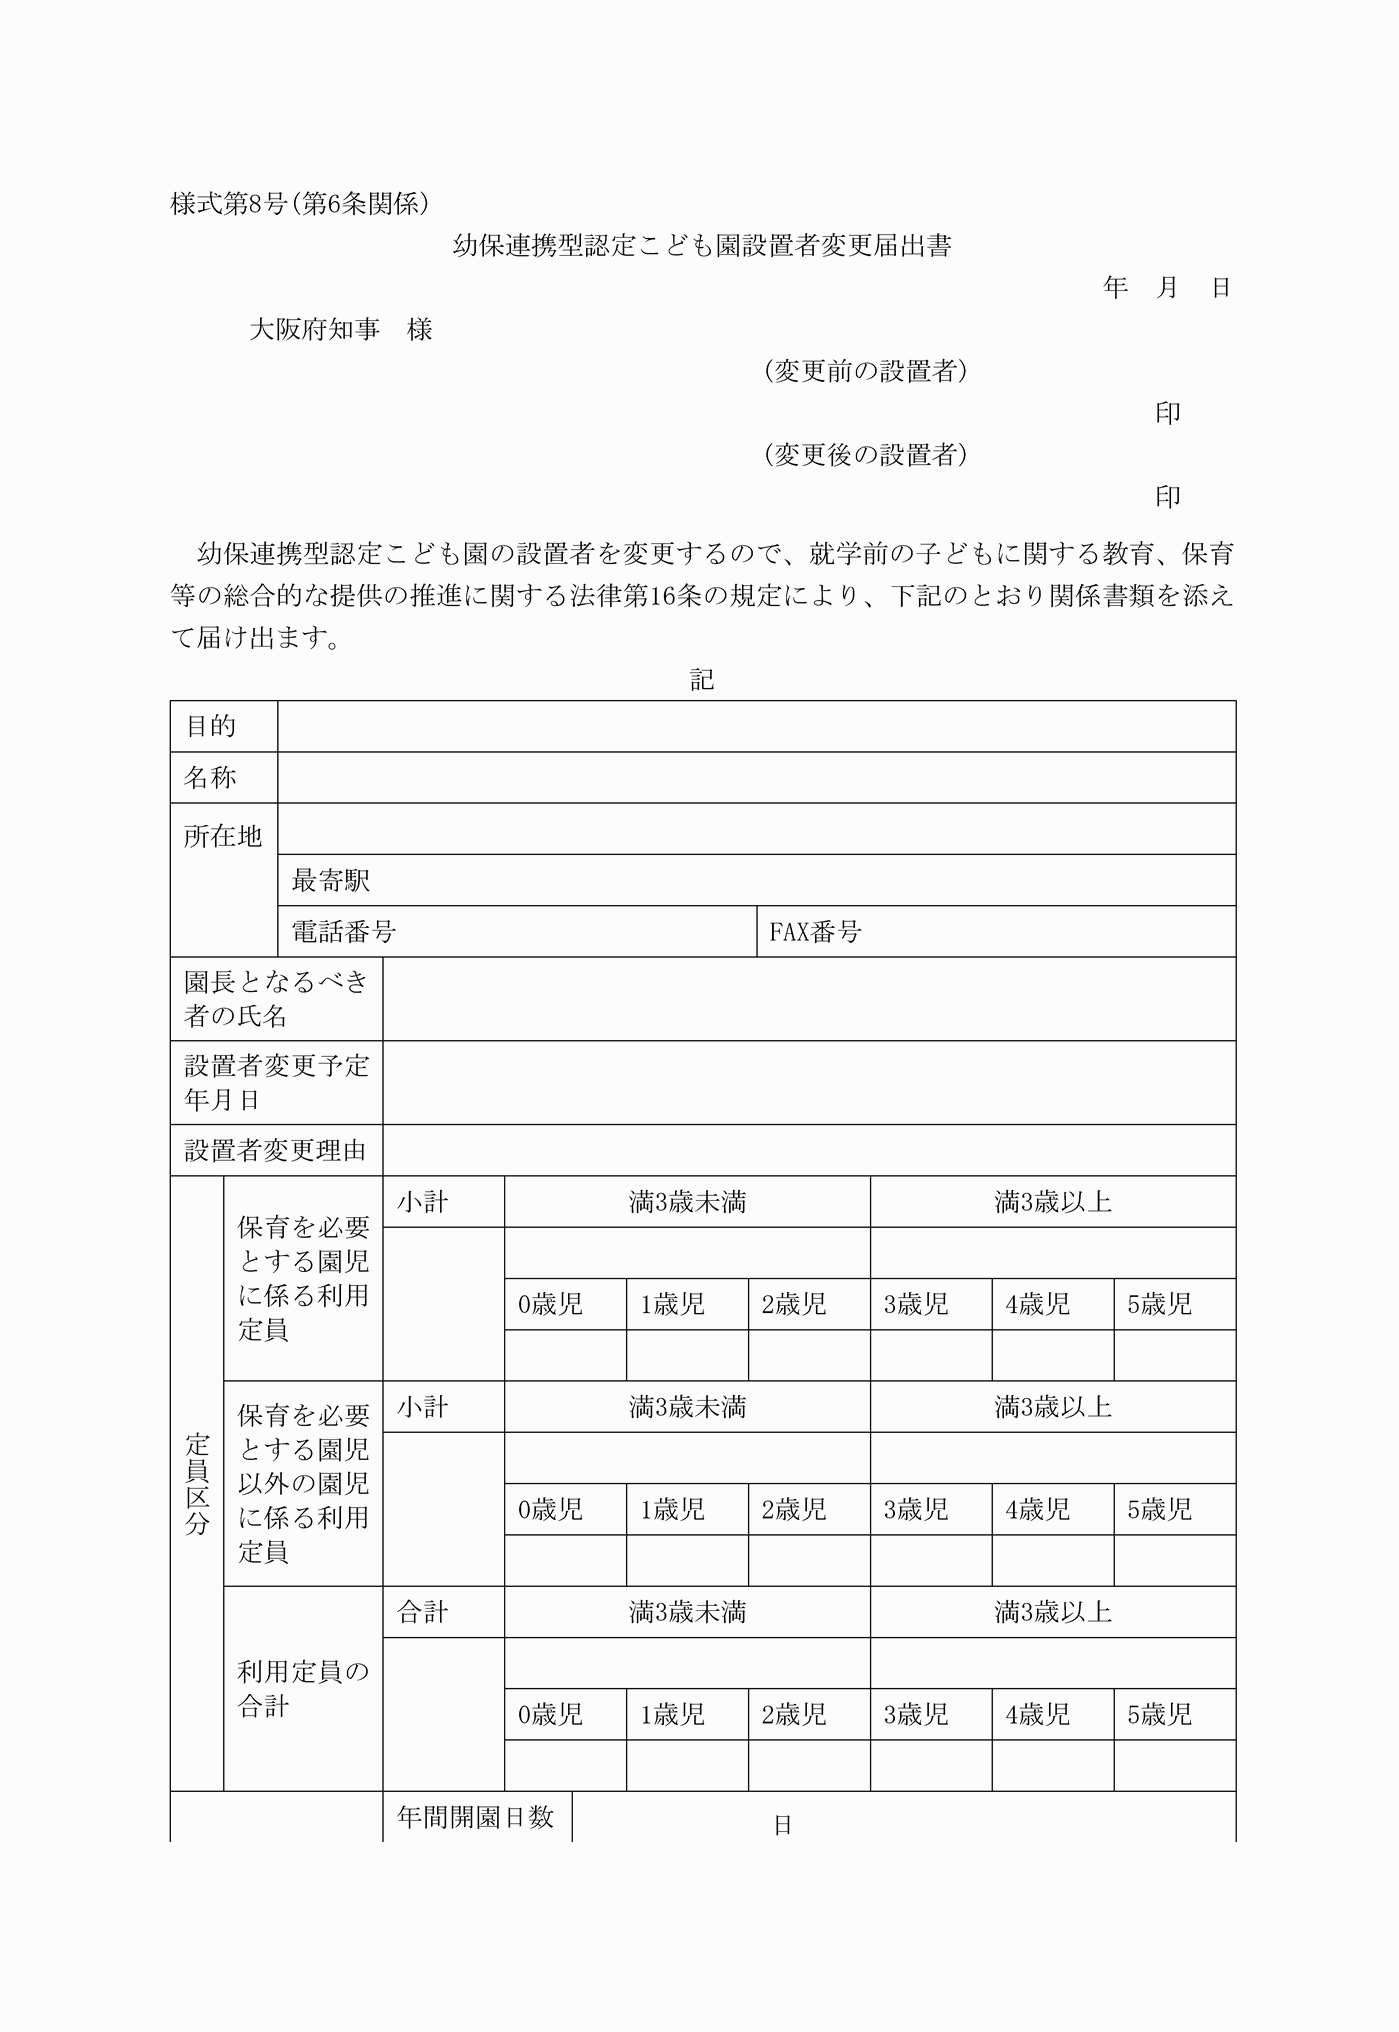 様式第8号(第6条関係)
幼保連携型認定こども園設置者変更届出書
年　月　日
大阪府知事　様
(変更前の設置者)
印
(変更後の設置者)
印
幼保連携型認定こども園の設置者を変更するので、就学前の子どもに関する教育、保育
等の総合的な提供の推進に関する法律第16条の規定により、下記のとおり関係書類を添え
て届け出ます。
記
目的
名称
所在地
最寄駅
電話番号　FAX番号
園長となるべき
者の氏名
設置者変更予定
年月日
設置者変更理由
定員区分
保育を必要
とする園児
に係る利用
定員
小計　満3歳未満　満3歳以上
0歳児　1歳児　2歳児　3歳児　4歳児　5歳児
保育を必要
とする園児
以外の園児
に係る利用
定員
小計　満3歳未満　満3歳以上
0歳児　1歳児　2歳児　3歳児　4歳児　5歳児
利用定員の
合計
合計　満3歳未満　満3歳以上
0歳児　1歳児　2歳児　3歳児　4歳児　5歳児
年間開園日数　日